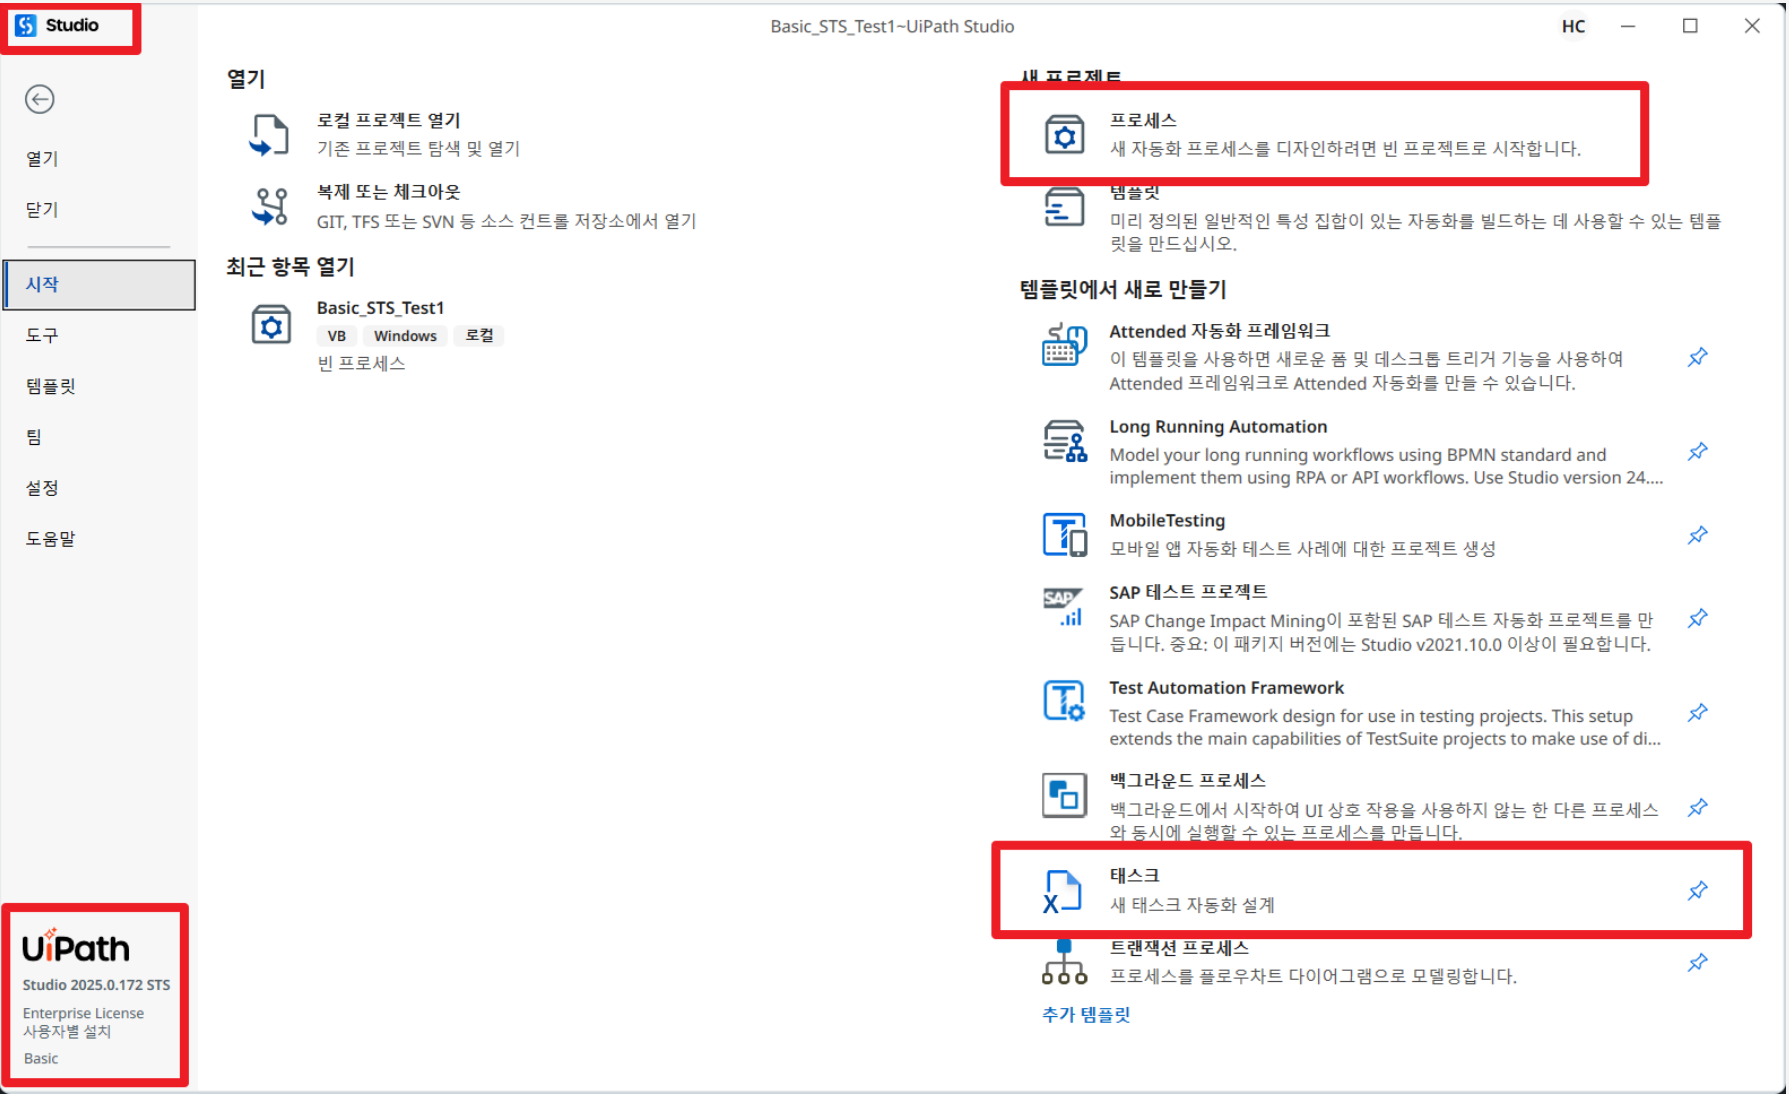 Studio
Basic_STS_Test1~UiPath Studio
HC
열기
닫기
시작
도구
템플릿
팀
설정
도움말
UiPath
Studio 2025.0.172 STS
Enterprise License
사용자별 설치
Basic
열기
로컬 프로젝트 열기
기존 프로젝트 탐색 및 열기
복제 또는 체크아웃
GIT, TFS 또는 SVN 등 소스 컨트롤 저장소에서 열기
최근 항목 열기
Basic_STS_Test1
VB Windows 로컬
빈 프로세스
새 프로젝트
프로세스
새 자동화 프로세스를 디자인하려면 빈 프로젝트로 시작합니다.
템플릿
미리 정의된 일반적인 특성 집합이 있는 자동화를 빌드하는 데 사용할 수 있는 템플
릿을 만드십시오.
템플릿에서 새로 만들기
Attended 자동화 프레임워크
이 템플릿을 사용하면 새로운 폼 및 데스크톱 트리거 기능을 사용하여
Attended 프레임워크로 Attended 자동화를 만들 수 있습니다.
Long Running Automation
Model your long running workflows using BPMN standard and
implement them using RPA or API workflows. Use Studio version 24....
MobileTesting
모바일 앱 자동화 테스트 사례에 대한 프로젝트 생성
SAP
SAP 테스트 프로젝트
SAP Change Impact Mining이 포함된 SAP 테스트 자동화 프로젝트를 만
듭니다. 중요: 이 패키지 버전에는 Studio v2021.10.0 이상이 필요합니다.
Test Automation Framework
Test Case Framework design for use in testing projects. This setup
extends the main capabilities of TestSuite projects to make use of di...
백그라운드 프로세스
백그라운드에서 시작하여 UI 상호 작용을 사용하지 않는 한 다른 프로세스
와 동시에 실행할 수 있는 프로세스를 만듭니다.
태스크
새 태스크 자동화 설계
트랜잭션 프로세스
프로세스를 플로우차트 다이어그램으로 모델링합니다.
추가 템플릿